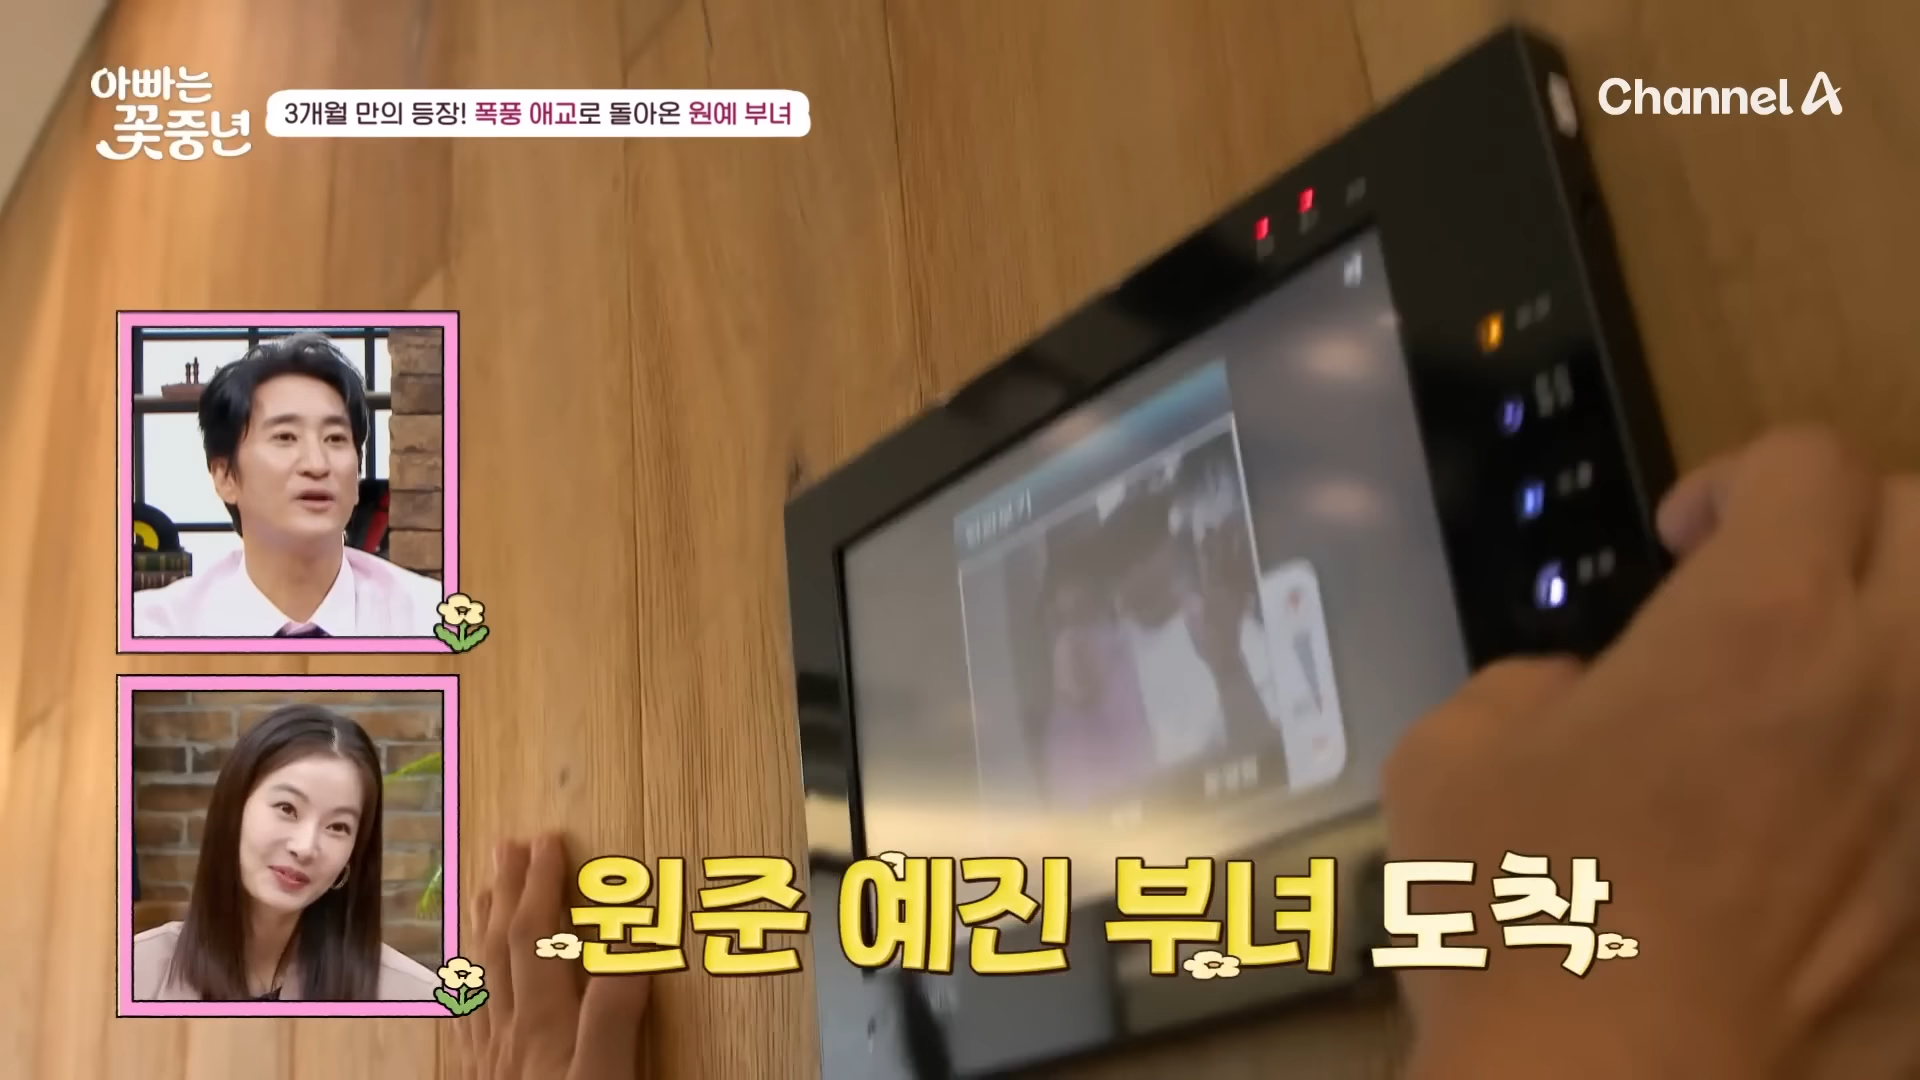 아빠는
꽃중년
3개월 만의 등장! 폭풍 애교로 돌아온 원예 부녀
Channel A
원준 예진 부녀 도착